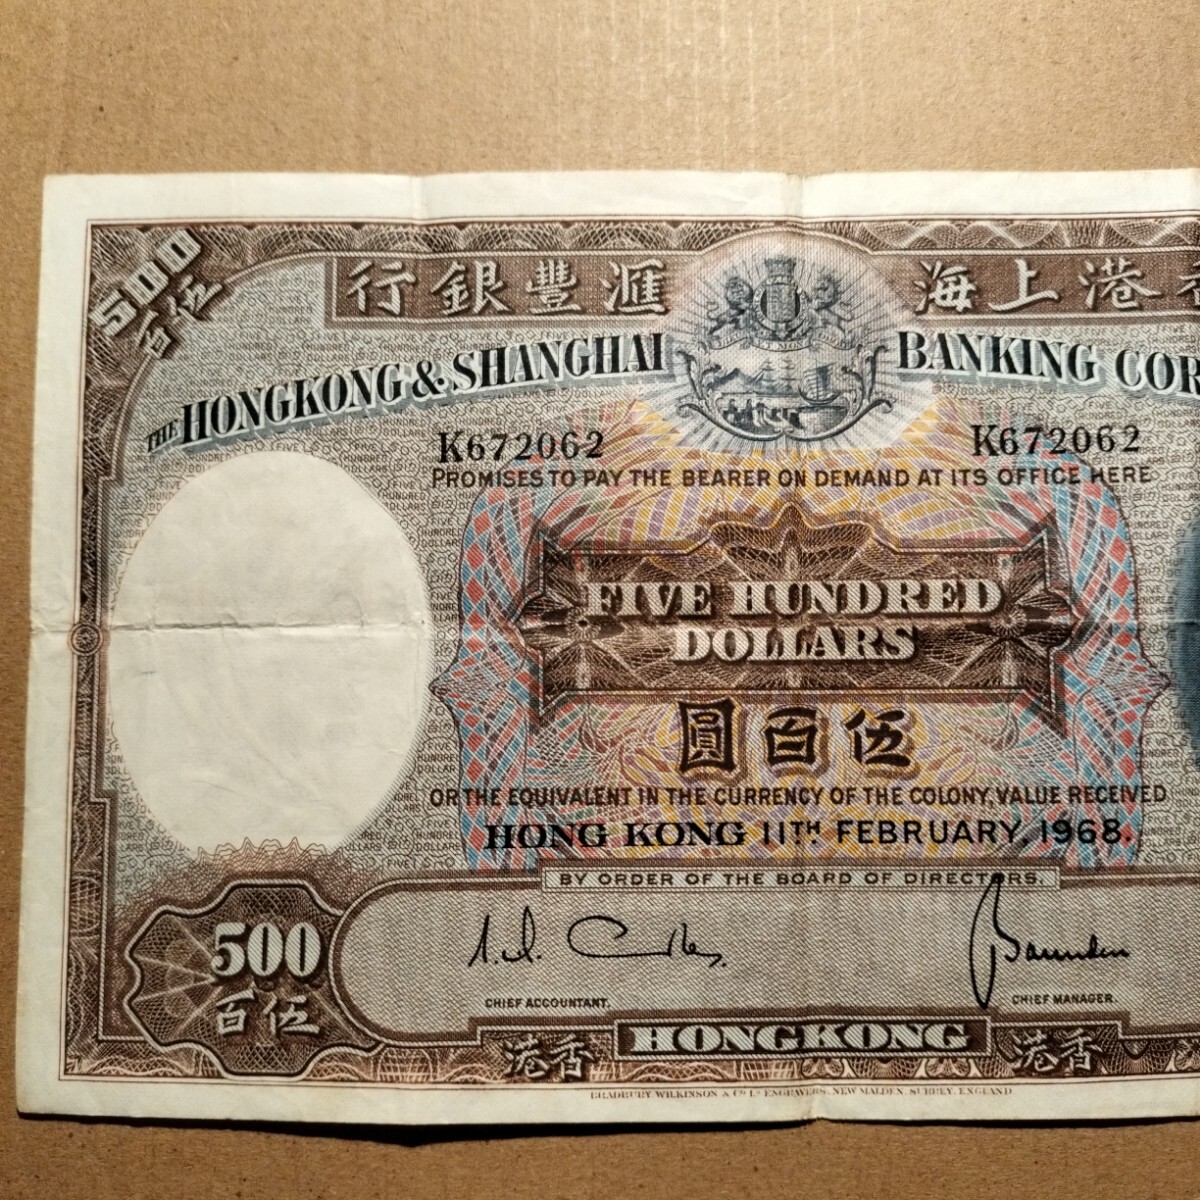 500
百伍
行銀豐滙 海上港香
THE HONGKONG & SHANGHAI BANKING COR
K672062 K672062
PROMISES TO PAY THE BEARER ON DEMAND AT ITS OFFICE HERE
FIVE HUNDRED
DOLLARS
圓百伍
OR THE EQUIVALENT IN THE CURRENCY OF THE COLONY, VALUE RECEIVED
HONG KONG 11TH FEBRUARY, 1968.
BY ORDER OF THE BOARD OF DIRECTORS.
CHIEF ACCOUNTANT. CHIEF MANAGER.
500
百伍
港香 HONGKONG 港香
BRADBURY, WILKINSON & Co. Ld. ENGRAVERS, NEW MALDEN, SURREY, ENGLAND